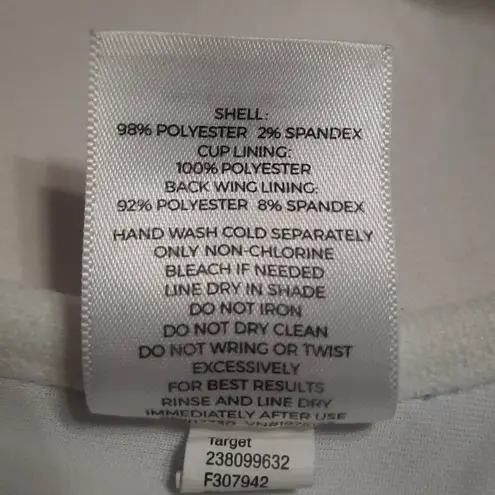 SHELL:
98% POLYESTER 2% SPANDEX
CUP LINING:
100% POLYESTER
BACK WING LINING:
92% POLYESTER 8% SPANDEX
HAND WASH COLD SEPARATELY
ONLY NON-CHLORINE
BLEACH IF NEEDED
LINE DRY IN SHADE
DO NOT IRON
DO NOT DRY CLEAN
DO NOT WRING OR TWIST
EXCESSIVELY
FOR BEST RESULTS
RINSE AND LINE DRY
IMMEDIATELY AFTER USE
Target
238099632
F307942